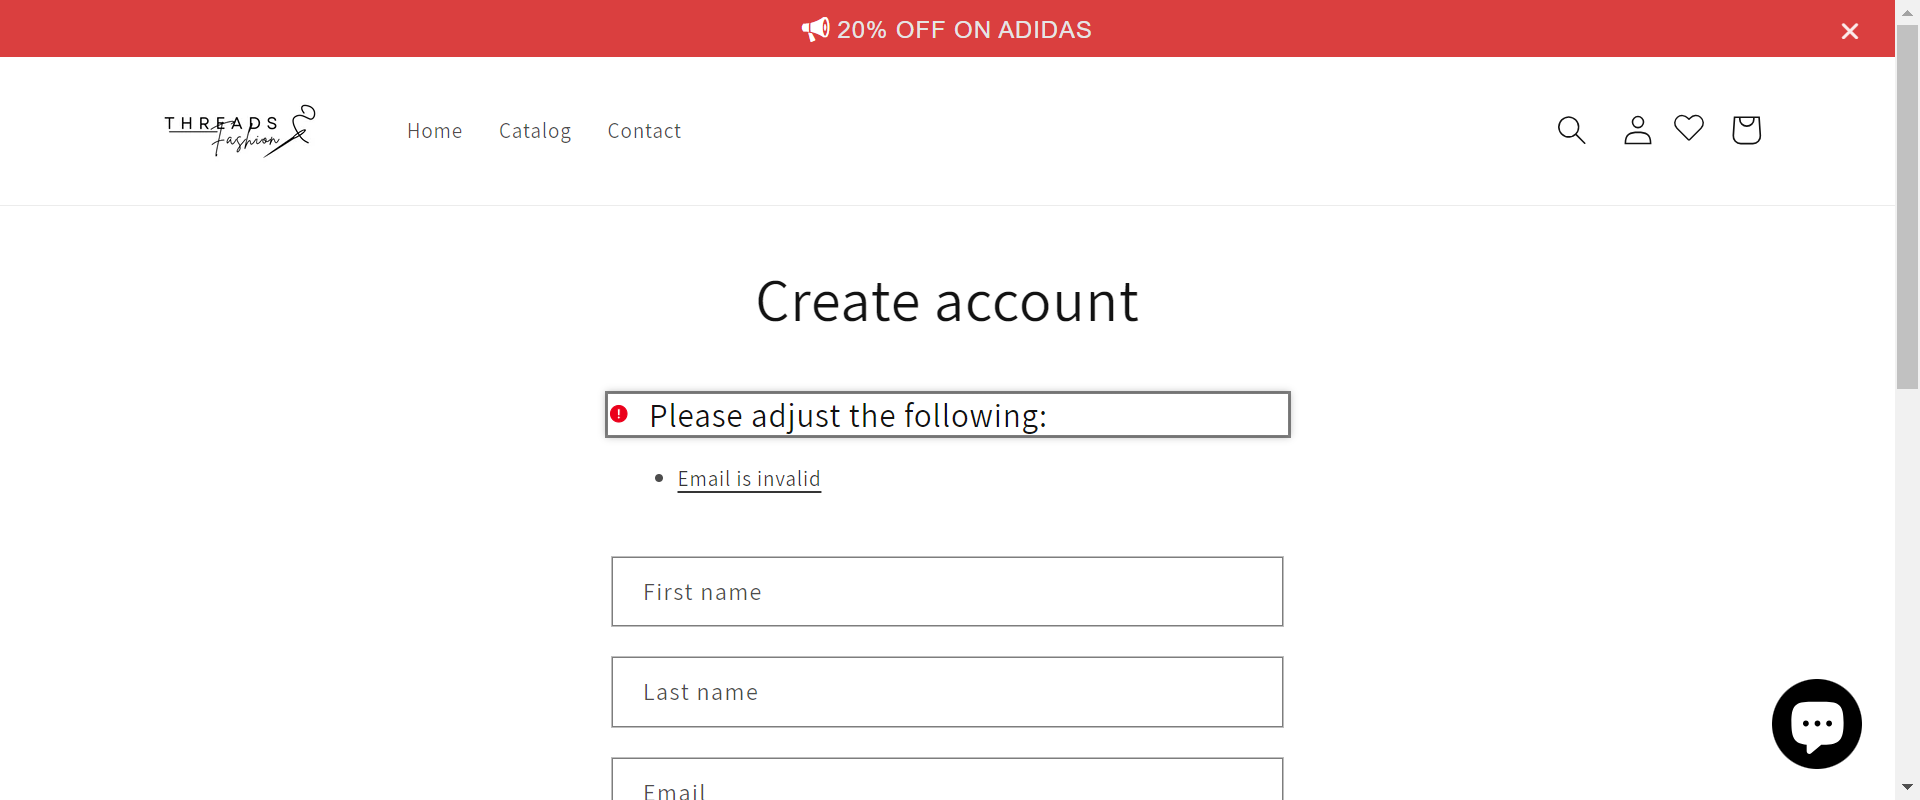 20% OFF ON ADIDAS
THREADS
Fashion
Home
Catalog
Contact
Create account
Please adjust the following:
Email is invalid
First name
Last name
Email